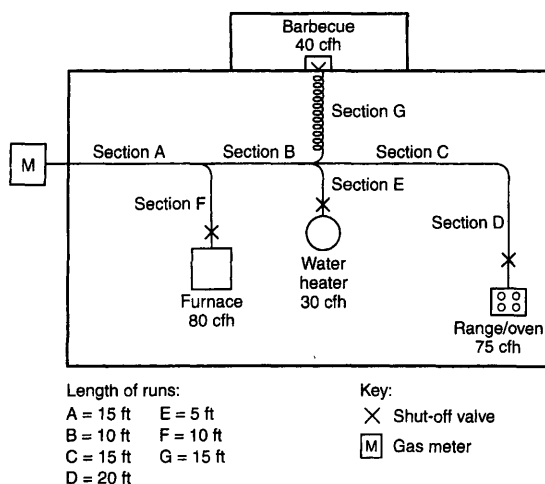 Barbecue
40 cfh
Section G
M
Section A
Section B
Section C
Section E
Section F
Section D
Water
heater
30 cfh
Furnace
80 cfh
Range/oven
75 cfh
Length of runs:
A = 15 ft E = 5 ft
B = 10 ft F = 10 ft
C = 15 ft G = 15 ft
D = 20 ft
Key:
Shut-off valve
M Gas meter